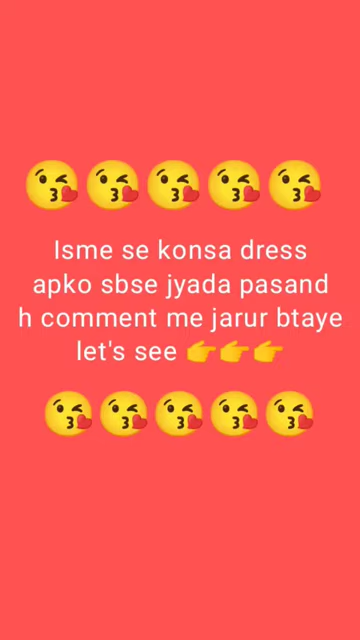 😘😘😘😘😘
Isme se konsa dress
apko sbse jyada pasand
h comment me jarur btaye
let's see 👉👉👉
😘😘😘😘😘